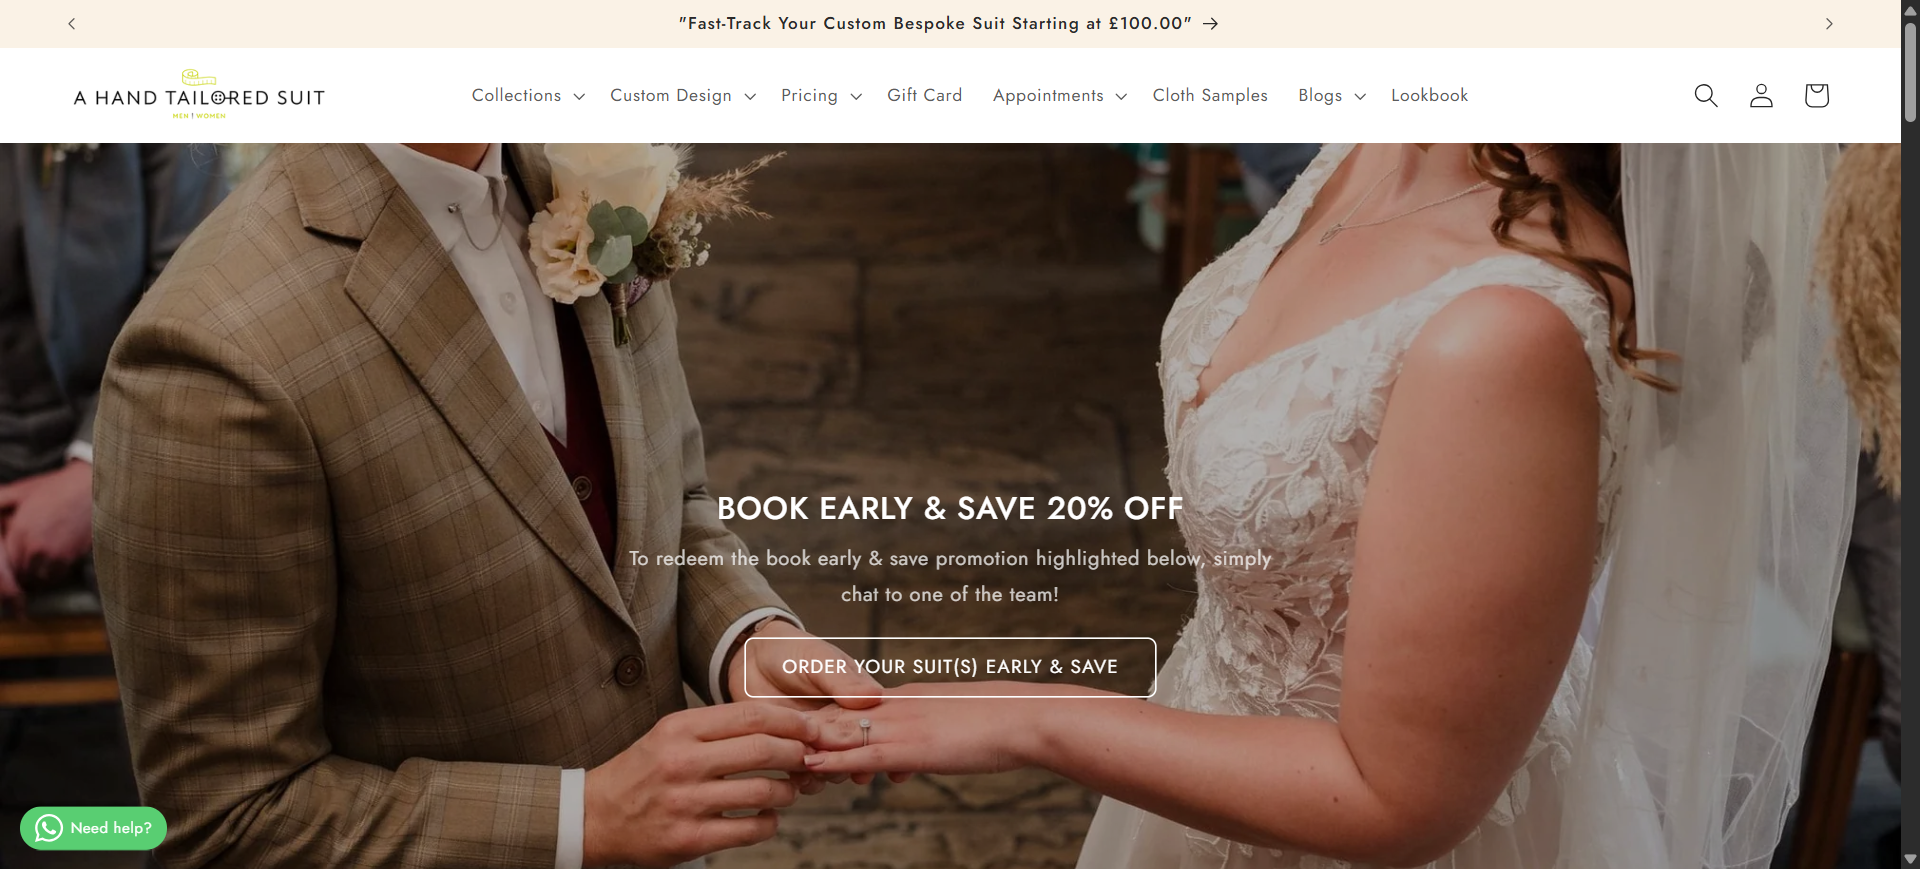 "Fast-Track Your Custom Bespoke Suit Starting at £100.00"
A HAND TAILORED SUIT
MEN | WOMEN
Collections
Custom Design
Pricing
Gift Card
Appointments
Cloth Samples
Blogs
Lookbook
BOOK EARLY & SAVE 20% OFF
To redeem the book early & save promotion highlighted below, simply
chat to one of the team!
ORDER YOUR SUIT(S) EARLY & SAVE
Need help?